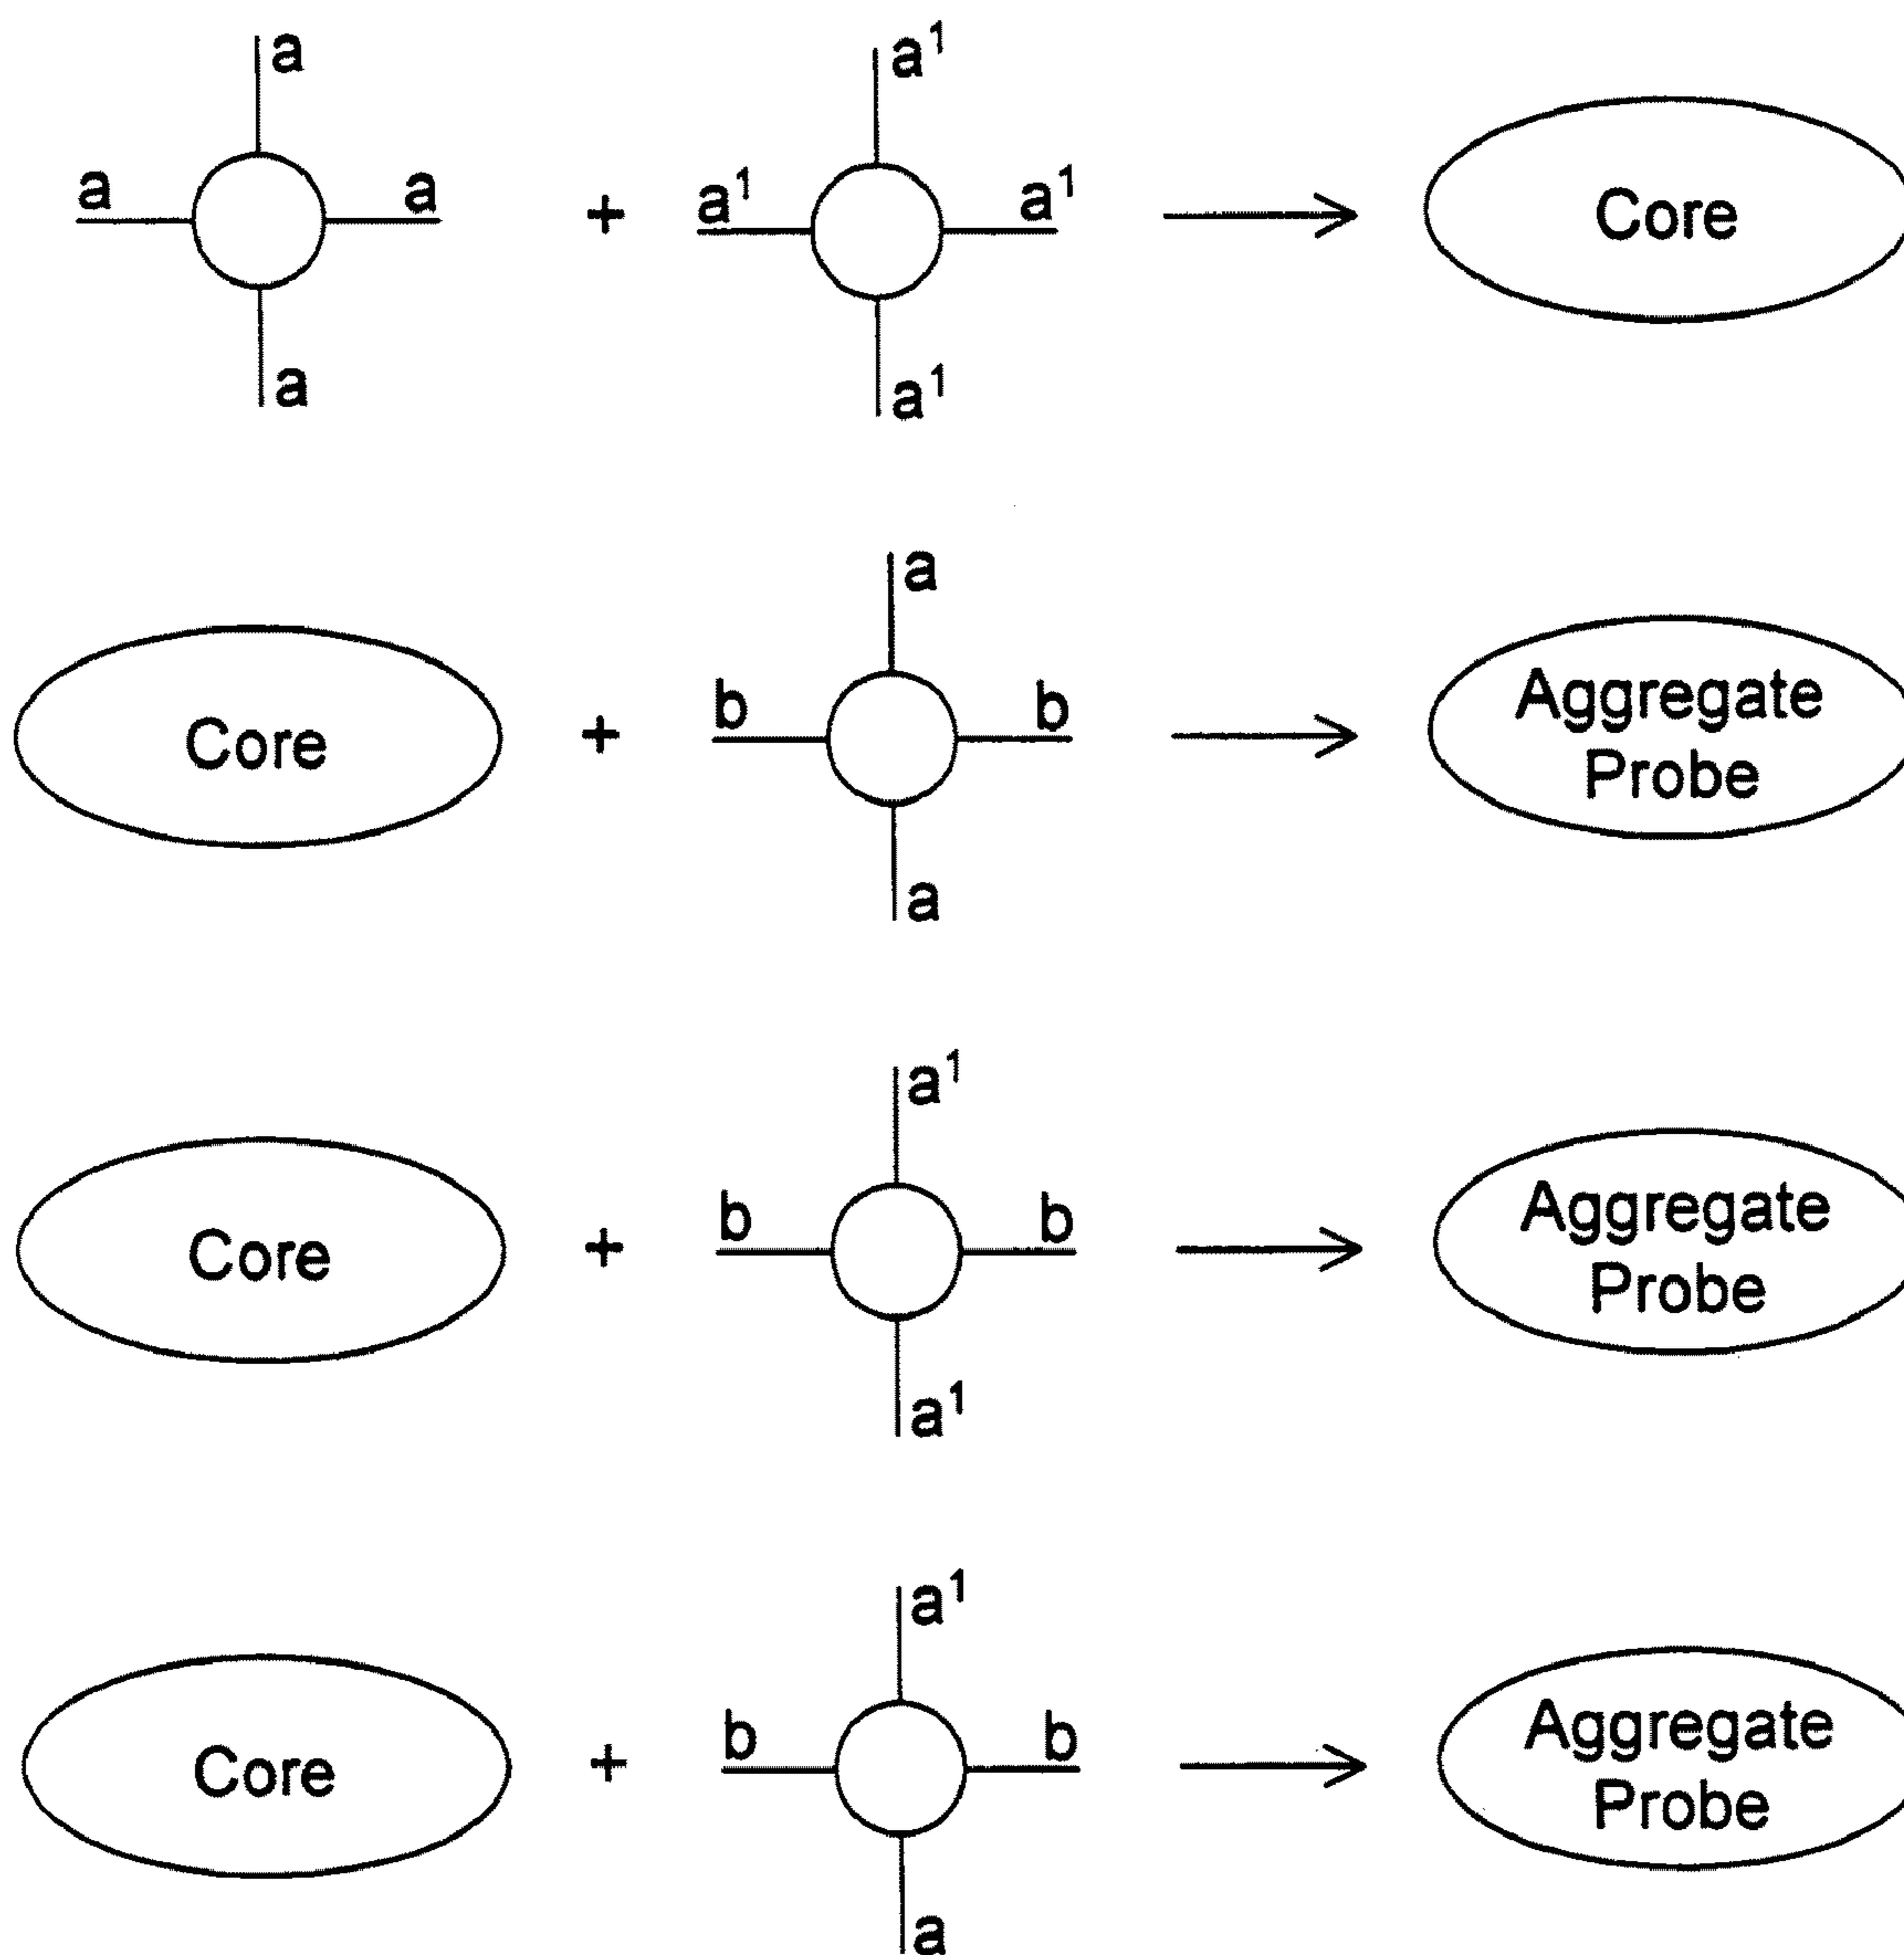 a
a a
a
+
a¹
a¹ a¹
a¹
Core
Core
+
a
b b
a
Aggregate
Probe
Core
+
a¹
b b
a¹
Aggregate
Probe
Core
+
a¹
b b
a
Aggregate
Probe